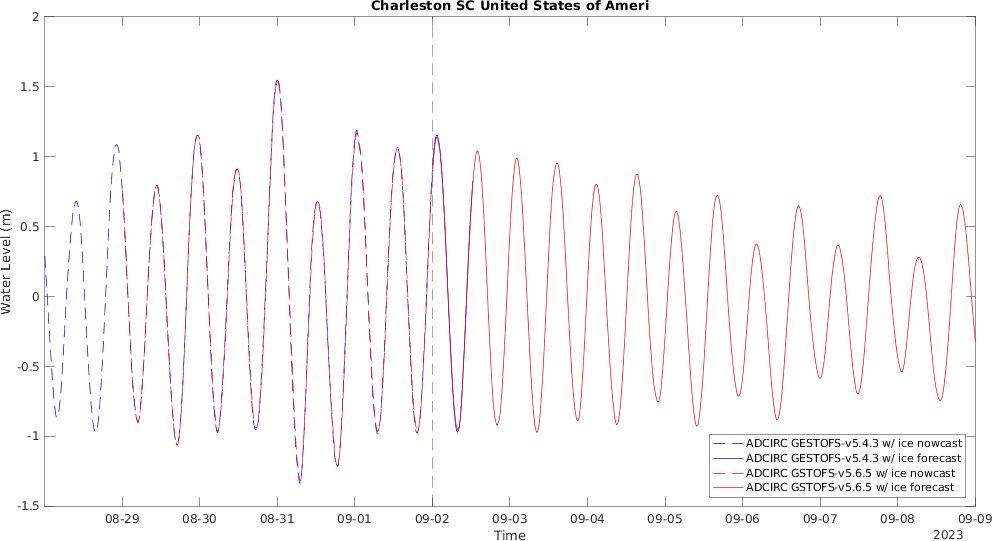 Charleston SC United States of Ameri
2
1.5
1
0.5
0
-0.5
-1
-1.5
Water Level (m)
ADCIRC GESTOFS-v5.4.3 w/ ice nowcast
ADCIRC GESTOFS-v5.4.3 w/ ice forecast
ADCIRC GSTOFS-v5.6.5 w/ ice nowcast
ADCIRC GSTOFS-v5.6.5 w/ ice forecast
08-29 08-30 08-31 09-01 09-02 09-03 09-04 09-05 09-06 09-07 09-08 09-09
Time
2023